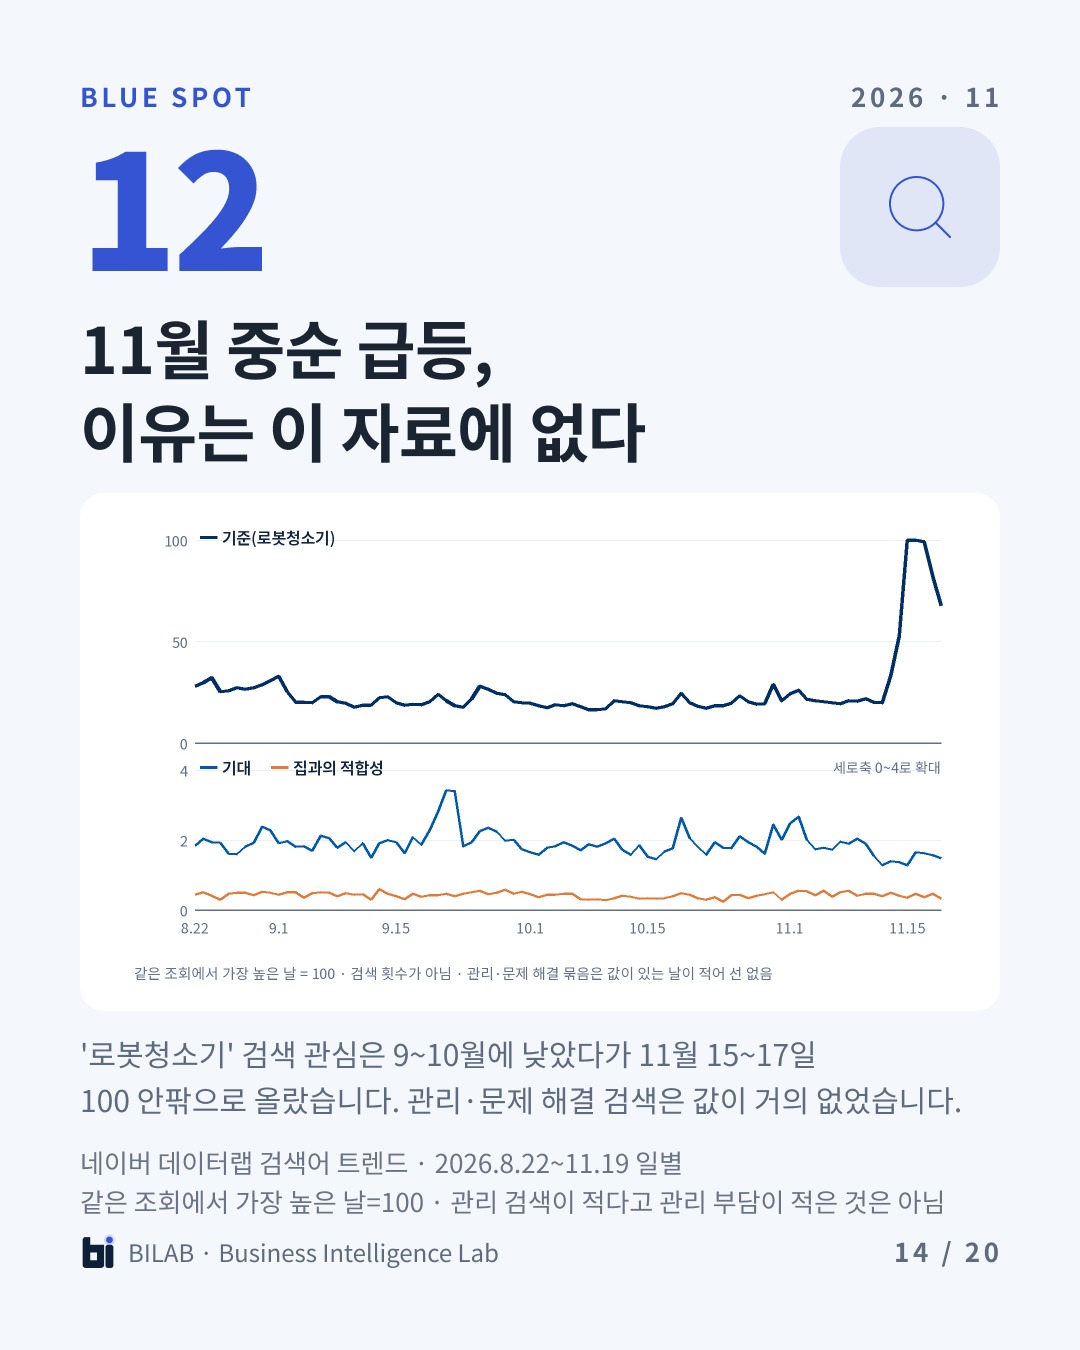 BLUE SPOT
2026 · 11
12
11월 중순 급등,
이유는 이 자료에 없다
100
기준(로봇청소기)
50
0
4
기대
집과의 적합성
세로축 0~4로 확대
2
0
8.22
9.1
9.15
10.1
10.15
11.1
11.15
같은 조회에서 가장 높은 날 = 100 · 검색 횟수가 아님 · 관리·문제 해결 묶음은 값이 있는 날이 적어 선 없음
'로봇청소기' 검색 관심은 9~10월에 낮았다가 11월 15~17일
100 안팎으로 올랐습니다. 관리·문제 해결 검색은 값이 거의 없었습니다.
네이버 데이터랩 검색어 트렌드 · 2026.8.22~11.19 일별
같은 조회에서 가장 높은 날=100 · 관리 검색이 적다고 관리 부담이 적은 것은 아님
bi BILAB · Business Intelligence Lab
14 / 20